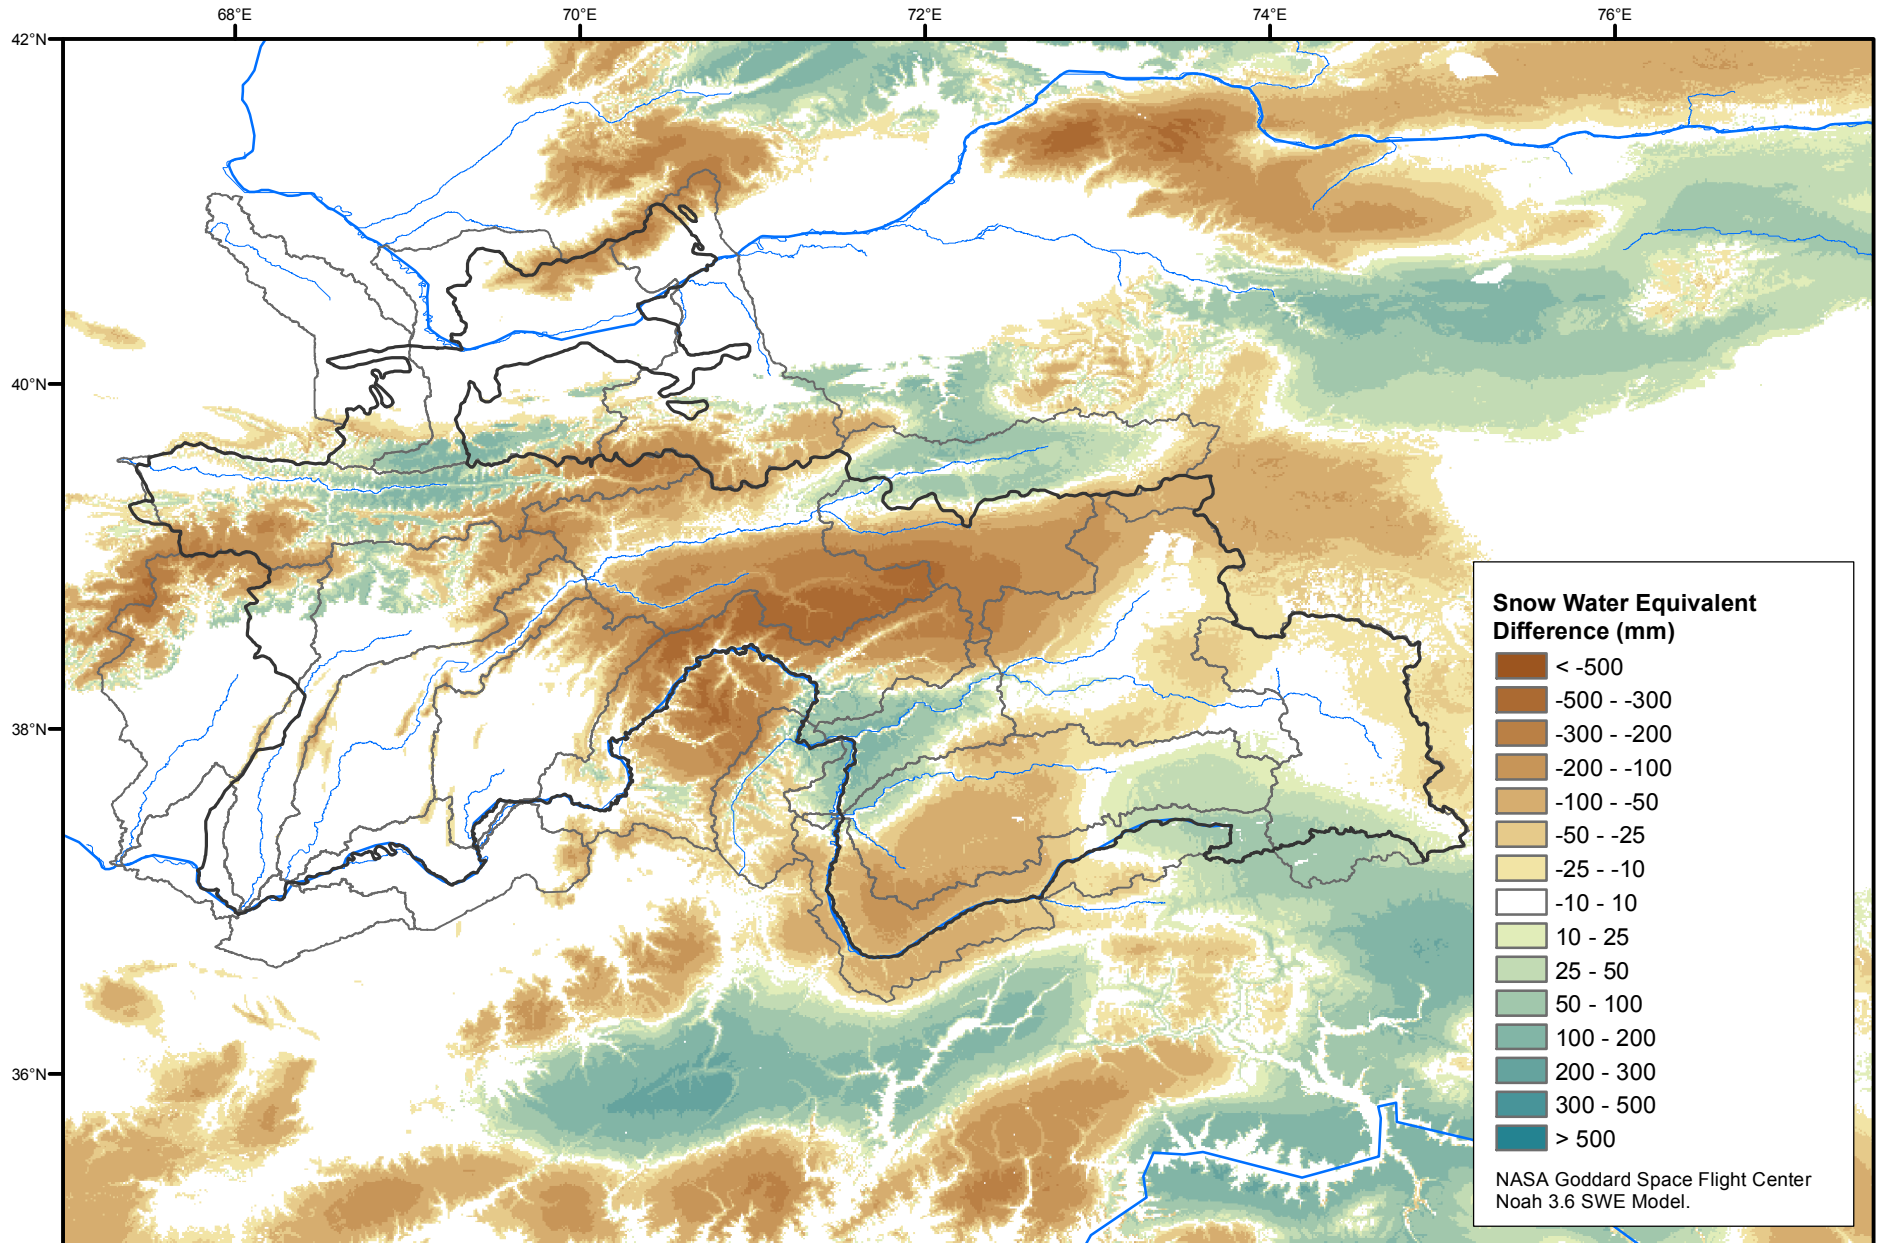 68°E 70°E 72°E 74°E 76°E
42°N
40°N
38°N
36°N
Snow Water Equivalent
Difference (mm)
< -500
-500 - -300
-300 - -200
-200 - -100
-100 - -50
-50 - -25
-25 - -10
-10 - 10
10 - 25
25 - 50
50 - 100
100 - 200
200 - 300
300 - 500
> 500
NASA Goddard Space Flight Center
Noah 3.6 SWE Model.